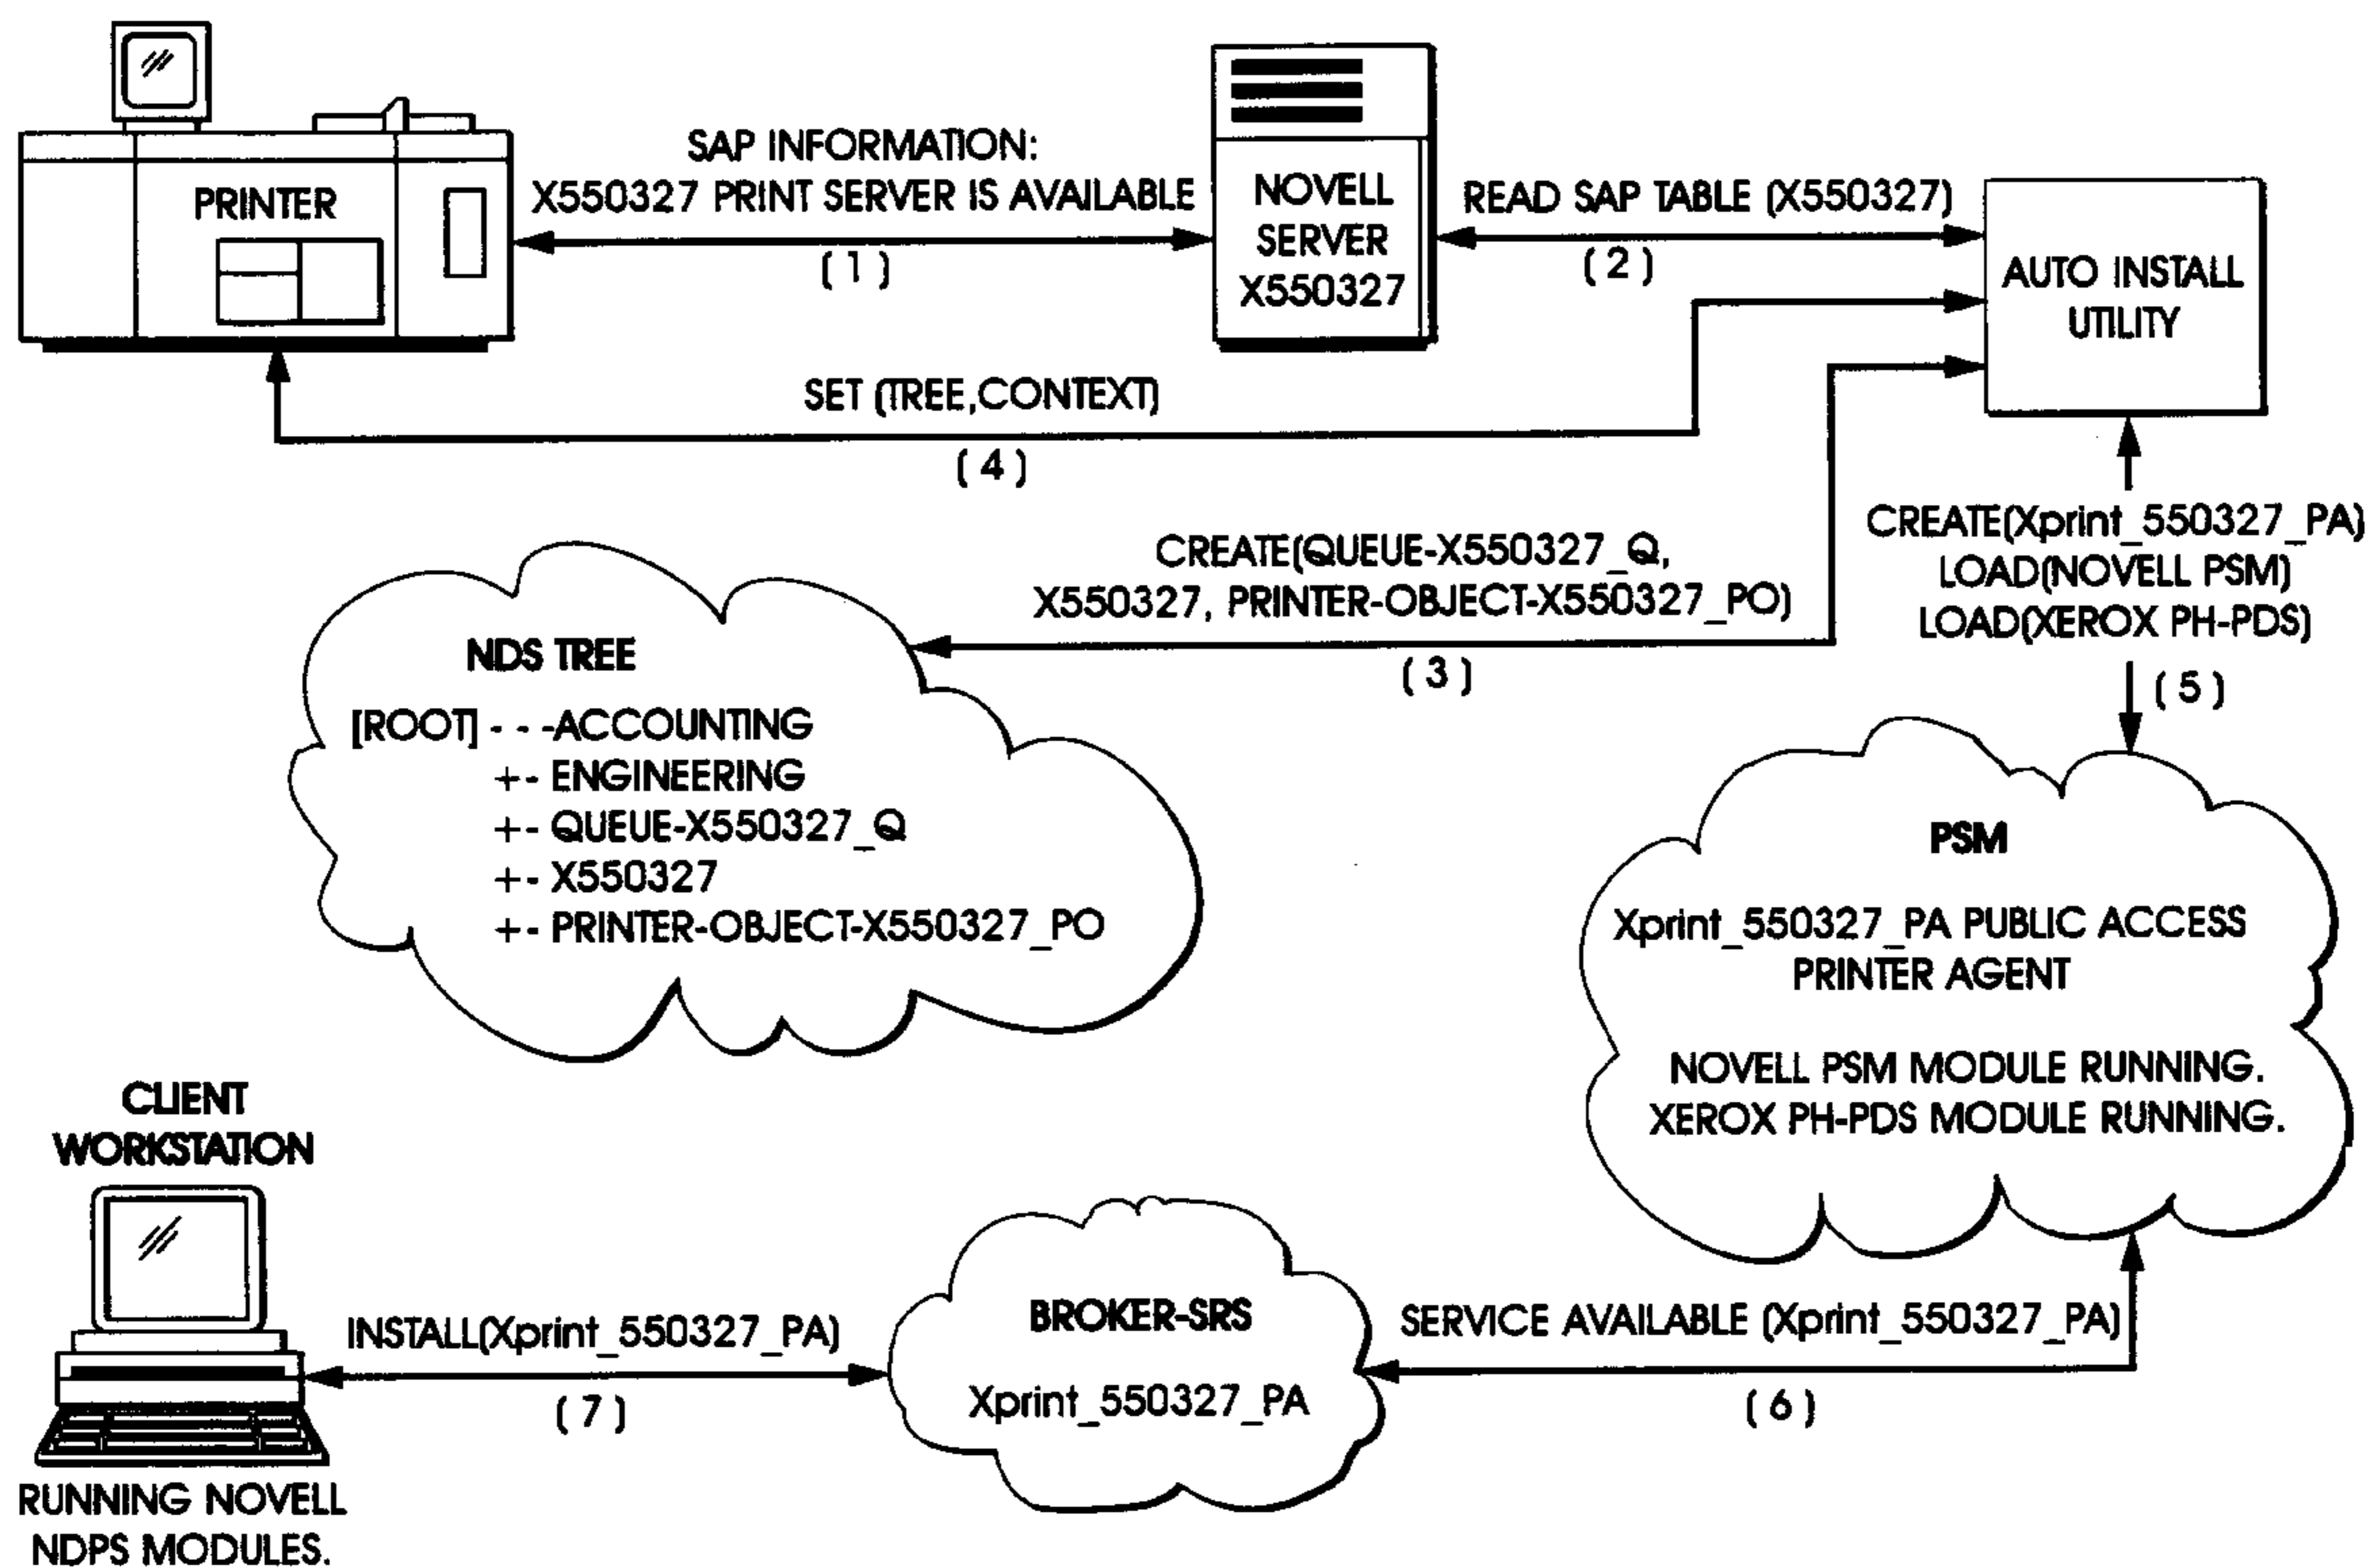 PRINTER
SAP INFORMATION:
X550327 PRINT SERVER IS AVAILABLE
(1)
NOVELL
SERVER
X550327
READ SAP TABLE (X550327)
(2)
AUTO INSTALL
UTILITY
SET (TREE,CONTEXT)
(4)
CREATE(QUEUE-X550327_Q,
X550327, PRINTER-OBJECT-X550327_PO)
(3)
CREATE(Xprint_550327_PA)
LOAD(NOVELL PSM)
LOAD(XEROX PH-PDS)
(5)
NDS TREE
[ROOT] - - -ACCOUNTING
+- ENGINEERING
+- QUEUE-X550327_Q
+- X550327
+- PRINTER-OBJECT-X550327_PO
PSM
Xprint_550327_PA PUBLIC ACCESS
PRINTER AGENT
NOVELL PSM MODULE RUNNING.
XEROX PH-PDS MODULE RUNNING.
CLIENT
WORKSTATION
RUNNING NOVELL
NDPS MODULES.
INSTALL(Xprint_550327_PA)
(7)
BROKER-SRS
Xprint_550327_PA
SERVICE AVAILABLE (Xprint_550327_PA)
(6)